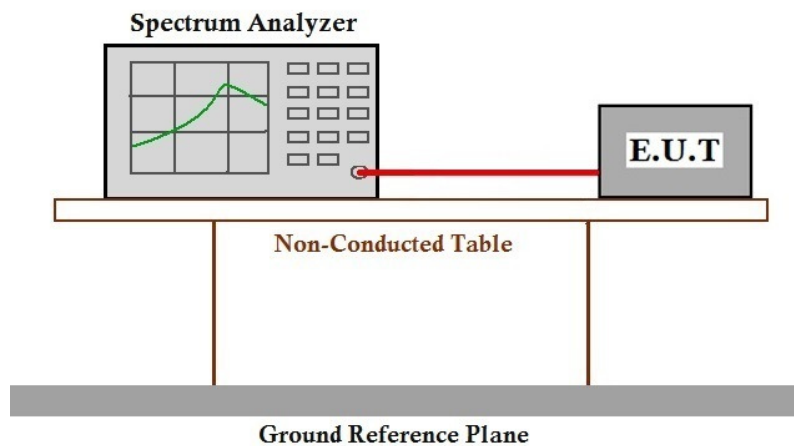 Spectrum Analyzer
E.U.T
Non-Conducted Table
Ground Reference Plane